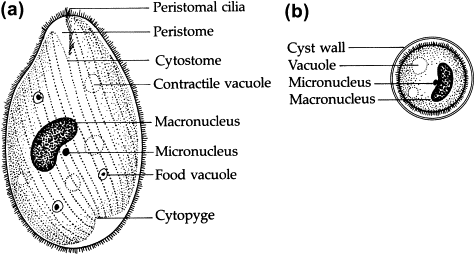 (a)
Peristomal cilia
Peristome
Cytostome
Contractile vacuole
Macronucleus
Micronucleus
Food vacuole
Cytopyge
(b)
Cyst wall
Vacuole
Micronucleus
Macronucleus